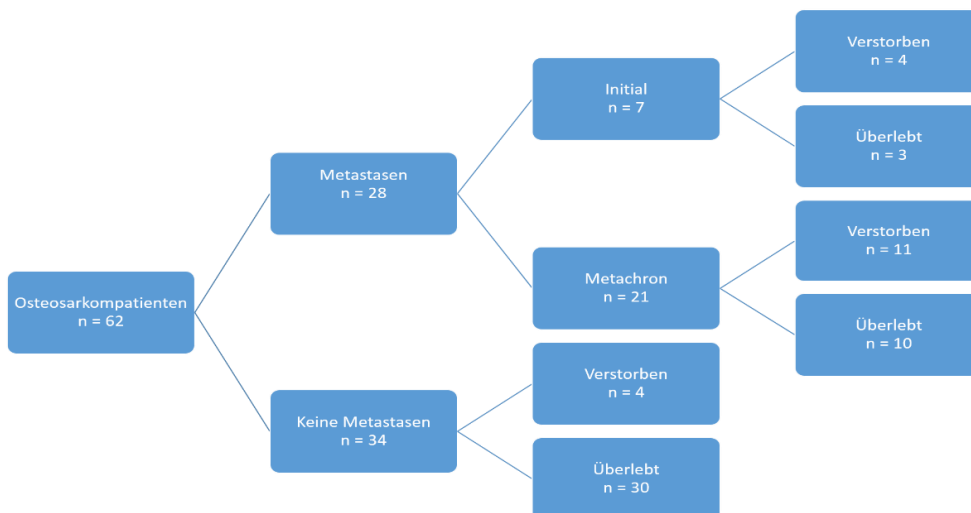 Osteosarkompatienten
n = 62
Metastasen
n = 28
Initial
n = 7
Verstorben
n = 4
Überlebt
n = 3
Metachron
n = 21
Verstorben
n = 11
Überlebt
n = 10
Keine Metastasen
n = 34
Verstorben
n = 4
Überlebt
n = 30